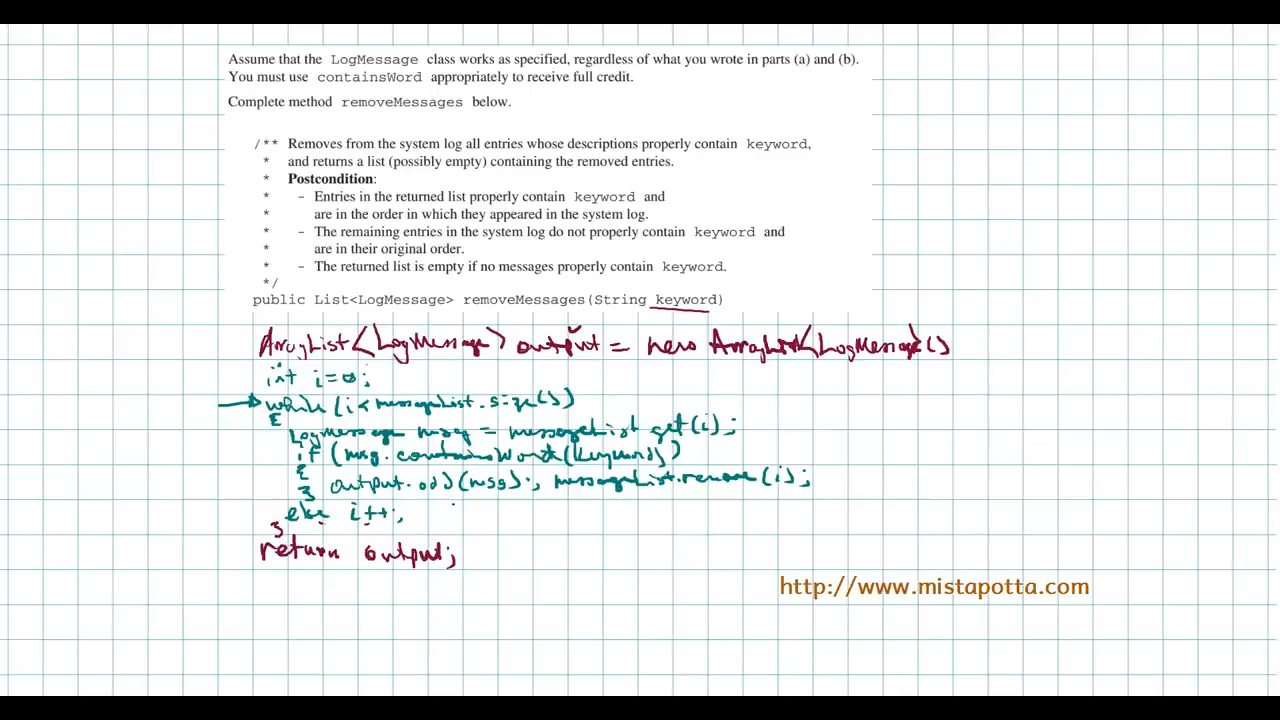 Assume that the LogMessage class works as specified, regardless of what you wrote in parts (a) and (b).
You must use containsWord appropriately to receive full credit.
Complete method removeMessages below.
/** Removes from the system log all entries whose descriptions properly contain keyword,
* and returns a list (possibly empty) containing the removed entries.
* Postcondition:
* – Entries in the returned list properly contain keyword and
* are in the order in which they appeared in the system log.
* – The remaining entries in the system log do not properly contain keyword and
* are in their original order.
* – The returned list is empty if no messages properly contain keyword.
*/
public List<LogMessage> removeMessages(String keyword)
ArrayList<LogMessage> output = new ArrayList<LogMessage>()
int i=0;
while (i < messageList.size())
{
LogMessage msg = messageList.get(i);
if (msg.containsWord(keyword))
{
output.add(msg); messageList.remove(i);
}
else i++;
}
return output;
http://www.mistapotta.com